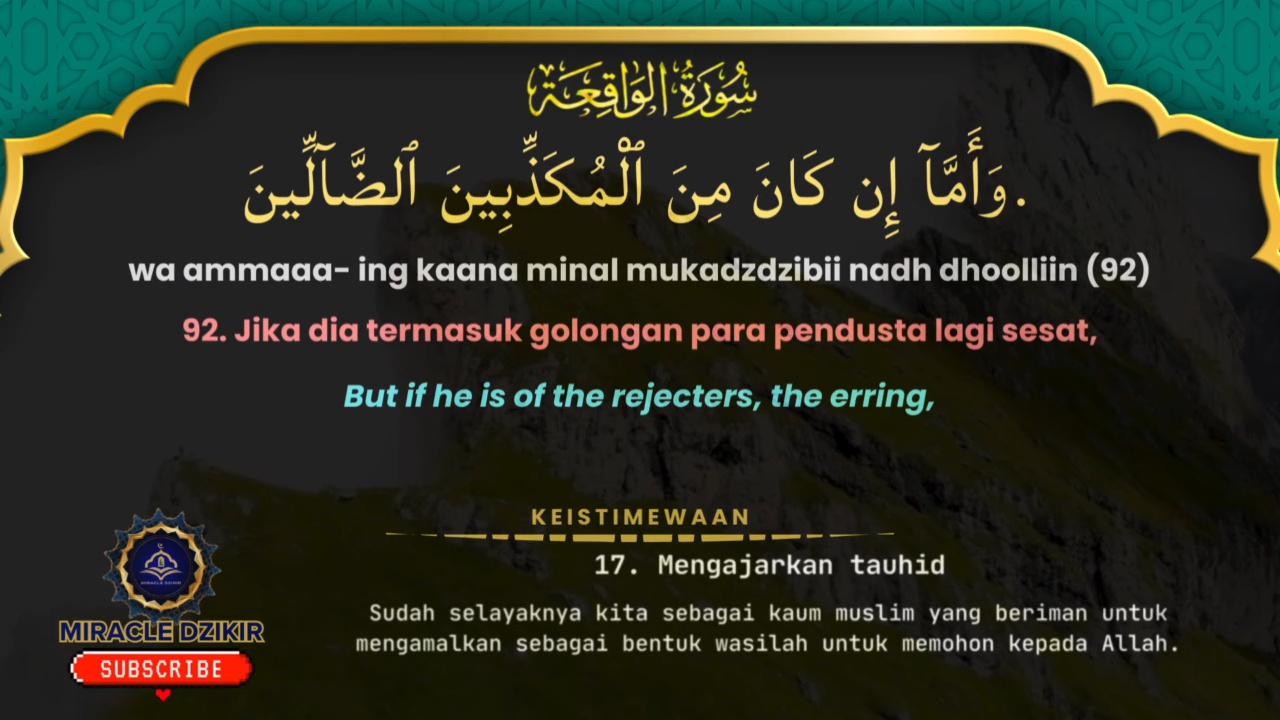 سُورَةُ الوَاقِعَة
وَأَمَّآ إِن كَانَ مِنَ ٱلْمُكَذِّبِينَ ٱلضَّآلِّينَ.
wa ammaaa- ing kaana minal mukadzdzibii nadh dhoolliin (92)
92. Jika dia termasuk golongan para pendusta lagi sesat,
But if he is of the rejecters, the erring,
KEISTIMEWAAN
17. Mengajarkan tauhid
Sudah selayaknya kita sebagai kaum muslim yang beriman untuk
mengamalkan sebagai bentuk wasilah untuk memohon kepada Allah.
MIRACLE DZIKIR
MIRACLE DZIKIR
SUBSCRIBE